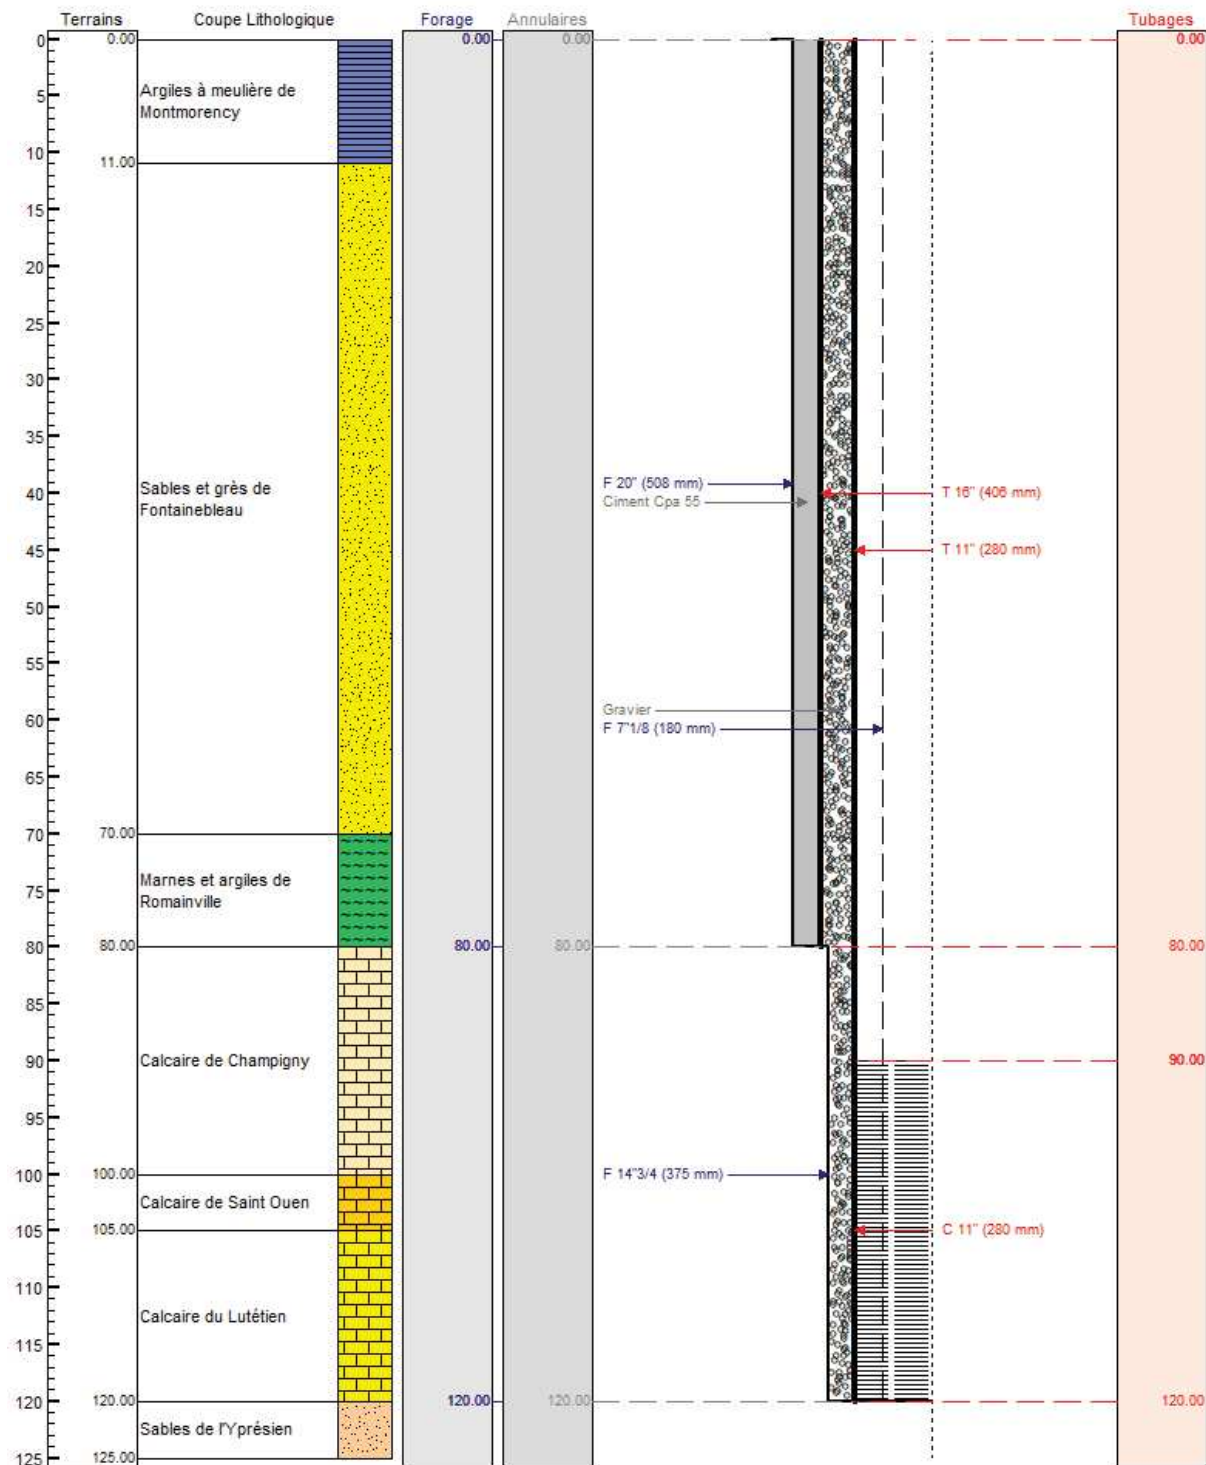 Terrains Coupe Lithologique Forage Annulaires Tubages
0 0.00 0.00 0.00 0.00
Argiles à meulière de
Montmorency
5
10
11.00
15
20
25
30
35
F 20" (508 mm)
Ciment Cpa 55
Sables et grès de
Fontainebleau
40
T 16" (406 mm)
45
T 11" (280 mm)
50
55
60
Gravier
F 7"1/8 (180 mm)
65
70 70.00
75
Marnes et argiles de
Romainville
80 80.00 80.00 80.00 80.00
85
90 Calcaire de Champigny 90.00
95
100 100.00 F 14"3/4 (375 mm)
Calcaire de Saint Ouen
105 105.00 C 11" (280 mm)
110
Calcaire du Lutétien
115
120 120.00 120.00 120.00 120.00
Sables de l'Yprésien
125 125.00